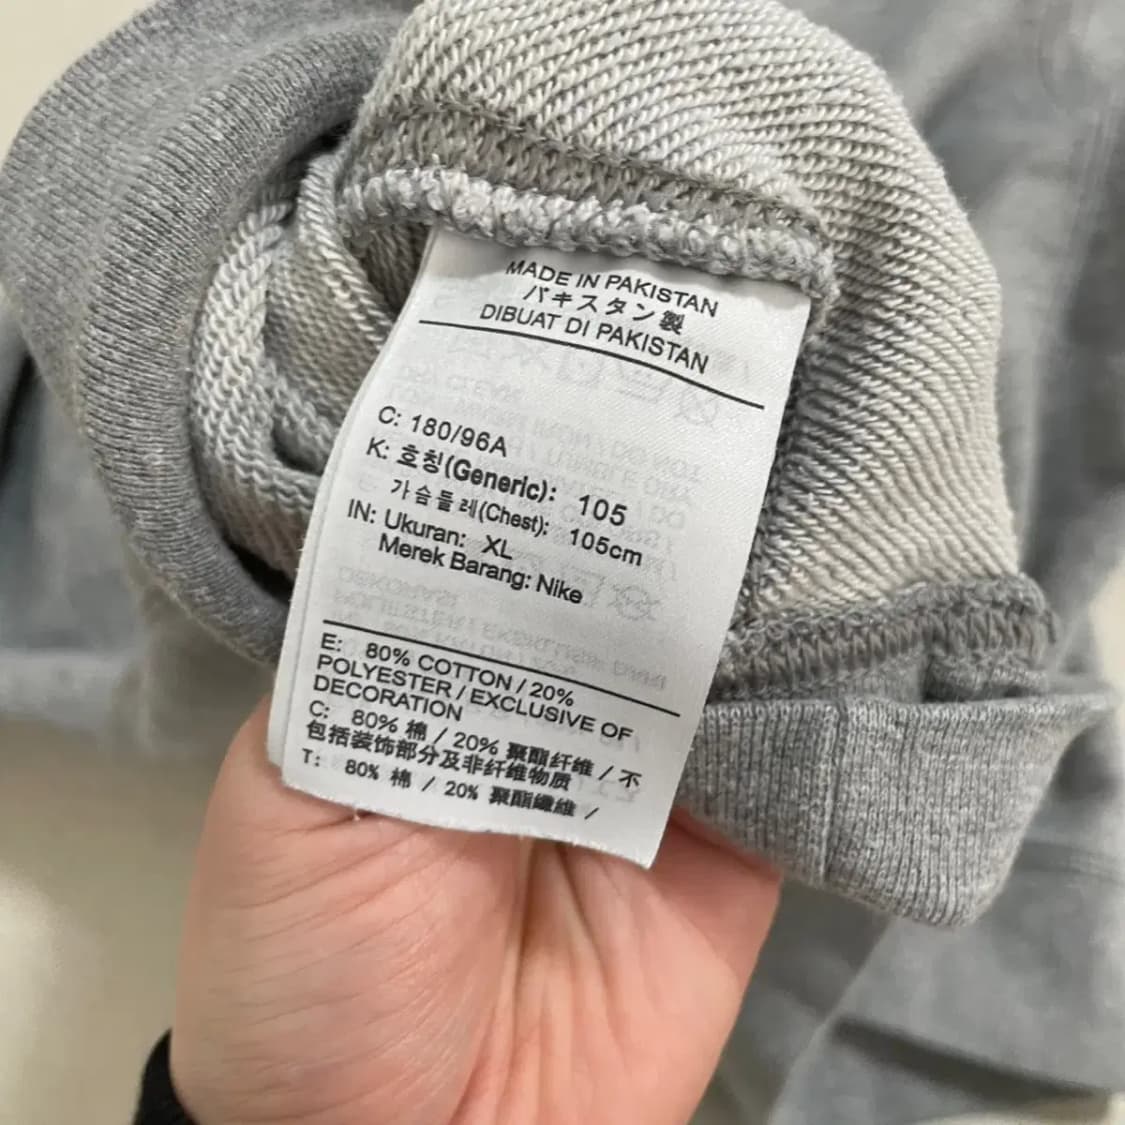 MADE IN PAKISTAN
パキスタン製
DIBUAT DI PAKISTAN
C: 180/96A
K: 호칭(Generic): 105
가슴둘레(Chest): 105cm
IN: Ukuran: XL
Merek Barang: Nike
E: 80% COTTON / 20%
POLYESTER / EXCLUSIVE OF
DECORATION
C: 80% 棉 / 20% 聚酯纤维 / 不
包括装饰部分及非纤维物质
T: 80% 棉 / 20% 聚酯纖維 /